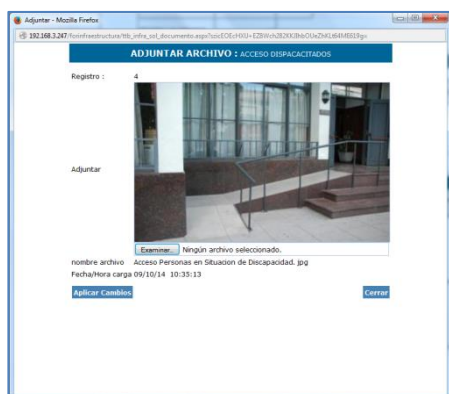 Adjuntar - Mozilla Firefox
192.168.3.247
ADJUNTAR ARCHIVO : ACCESO DISPACACITADOS
Registro : 4
Adjuntar
Examinar.. Ningún archivo seleccionado.
nombre archivo Acceso Personas en Situacion de Discapacidad. jpg
Fecha/Hora carga 09/10/14 10:35:13
Aplicar Cambios Cerrar